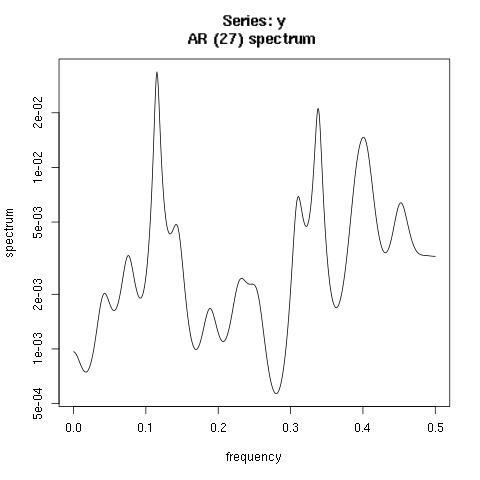 Series: y
AR (27) spectrum
spectrum
2e-02
1e-02
5e-03
2e-03
1e-03
5e-04
0.0 0.1 0.2 0.3 0.4 0.5
frequency